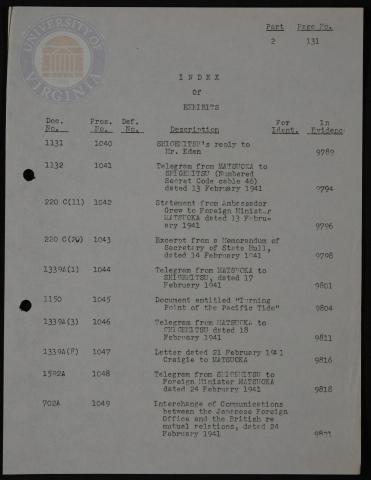 UNIVERSITY OF VIRGINIA
Part Page No.
2 131
INDEX
Of
EXHIBITS
Doc. Pros. Def. For In
No. No. No. Description Ident. Evidence
1131 1040 SHIGEMITSU's reply to
Mr. Eden 9789
1132 1041 Telegram from MATSUOKA to
SHIGEMITSU (Numbered
Secret Code cable 46)
dated 13 February 1941 9794
220 C(11) 1042 Statement from Ambassador
Grew to Foreign Minister
MATSUOKA dated 13 Febru-
ary 1941 9796
220 C(20) 1043 Excerpt from a Memorandum of
Secretary of State Hull,
dated 14 February 1941 9798
1339A(1) 1044 Telegram from MATSUOKA to
SHIGEMITSU, dated 17
February 1941 9801
1150 1045 Document entitled "Turning
Point of the Pacific Tide" 9804
1339A(3) 1046 Telegram from MATSUOKA to
SHIGEMITSU dated 18
February 1941 9811
1339A(8) 1047 Letter dated 21 February 1941
Craigie to MATSUOKA 9816
1592A 1048 Telegram from SHIGEMITSU to
Foreign Minister MATSUOKA
dated 24 February 1941 9818
702A 1049 Interchange of Communications
between the Japanese Foreign
Office and the British re
mutual relations, dated 24
February 1941